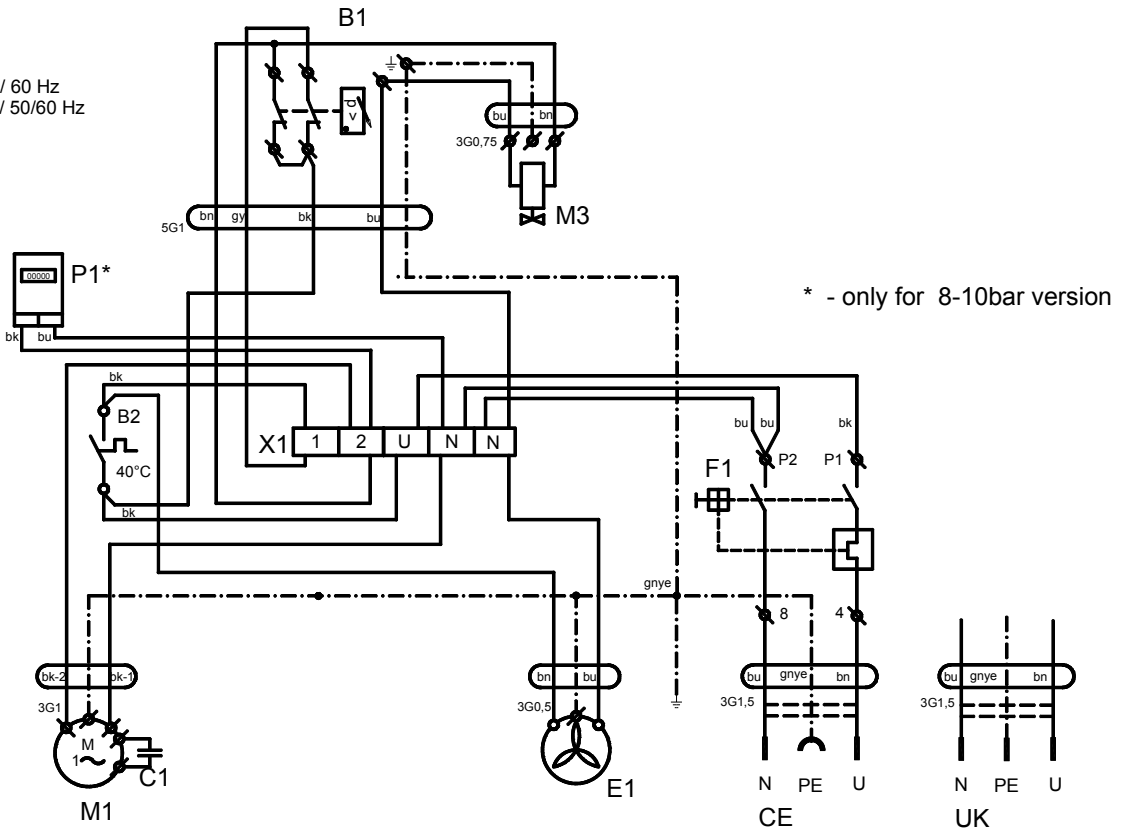 B1
/ 60 Hz
/ 50/60 Hz
p
<
bu
bn
3G0,75
M3
bn
gy
bk
bu
5G1
00000
P1*
* - only for 8-10bar version
bk
bu
bk
B2
40°C
bk
X1
1
2
U
N
N
bu
bu
bk
P2
P1
F1
gnye
8
4
bk-2
bk-1
bn
bu
bu
gnye
bn
bu
gnye
bn
3G1
3G0,5
3G1,5
3G1,5
M
1
C1
M1
E1
N
PE
U
N
PE
U
CE
UK